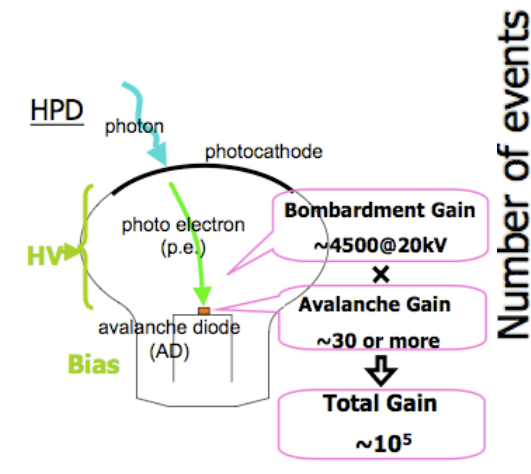 HPD
photon
photocathode
photo electron
(p.e.)
HV
avalanche diode
(AD)
Bias
Bombardment Gain
~4500@20kV
×
Avalanche Gain
~30 or more
Total Gain
~10⁵
Number of events